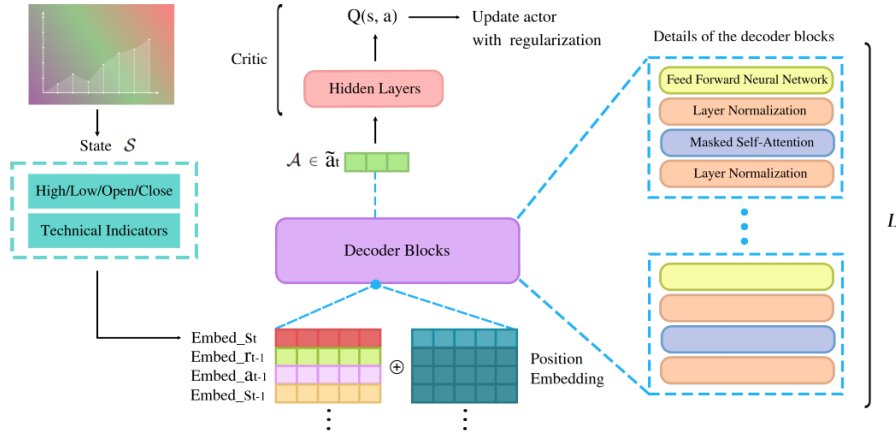 Q(s, a)
Update actor
with regularization
Critic
Hidden Layers
State 𝒮
𝒜 ∈ ãt
High/Low/Open/Close
Technical Indicators
Decoder Blocks
Embed_St
Embed_rt-1
Embed_at-1
Embed_St-1
⊕
Position
Embedding
Details of the decoder blocks
Feed Forward Neural Network
Layer Normalization
Masked Self-Attention
Layer Normalization
L